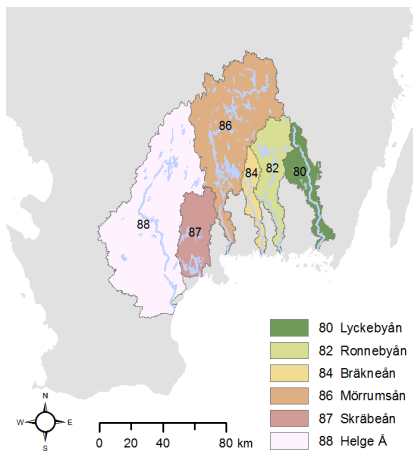 86
84
82
80
88
87
80 Lyckebyån
82 Ronnebyån
84 Bräkneån
86 Mörrumsån
87 Skräbeån
88 Helge Å
N
W
E
S
0 20 40 80 km